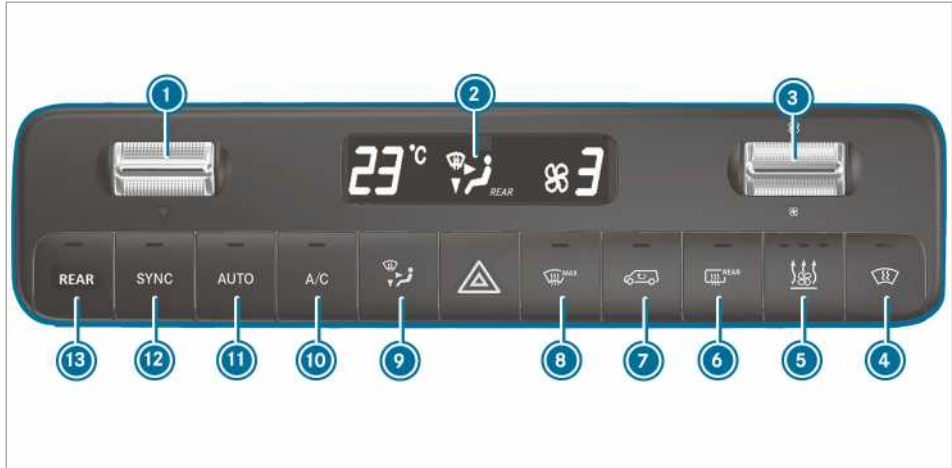 1 2 3
23 °C REAR 3
REAR SYNC AUTO A/C MAX REAR
13 12 11 10 9 8 7 6 5 4